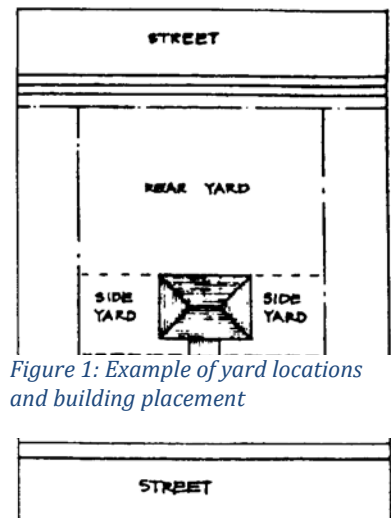 STREET
REAR YARD
SIDE YARD
SIDE YARD
Figure 1: Example of yard locations
and building placement
STREET